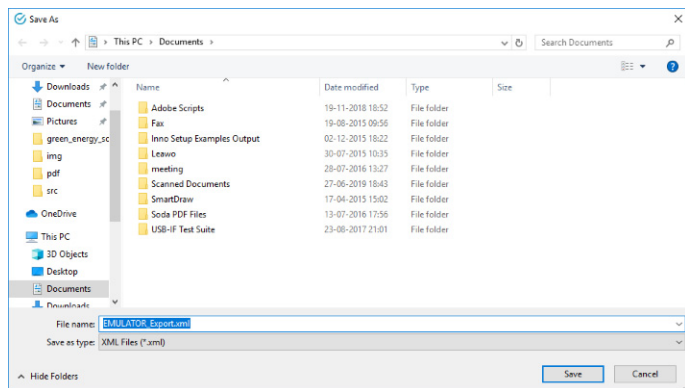 Save As
This PC > Documents >
Search Documents
Organize
New folder
Downloads
Documents
Pictures
green_energy_sc
img
pdf
src
OneDrive
This PC
3D Objects
Desktop
Documents
Downloads
Name Date modified Type Size
Adobe Scripts 19-11-2018 18:52 File folder
Fax 19-08-2015 09:56 File folder
Inno Setup Examples Output 02-12-2015 18:22 File folder
Leawo 30-07-2015 10:35 File folder
meeting 28-07-2016 13:27 File folder
Scanned Documents 27-06-2019 18:43 File folder
SmartDraw 17-04-2015 15:02 File folder
Soda PDF Files 13-07-2016 17:56 File folder
USB-IF Test Suite 23-08-2017 21:01 File folder
File name: EMULATOR_Export.xml
Save as type: XML Files (*.xml)
Hide Folders
Save
Cancel